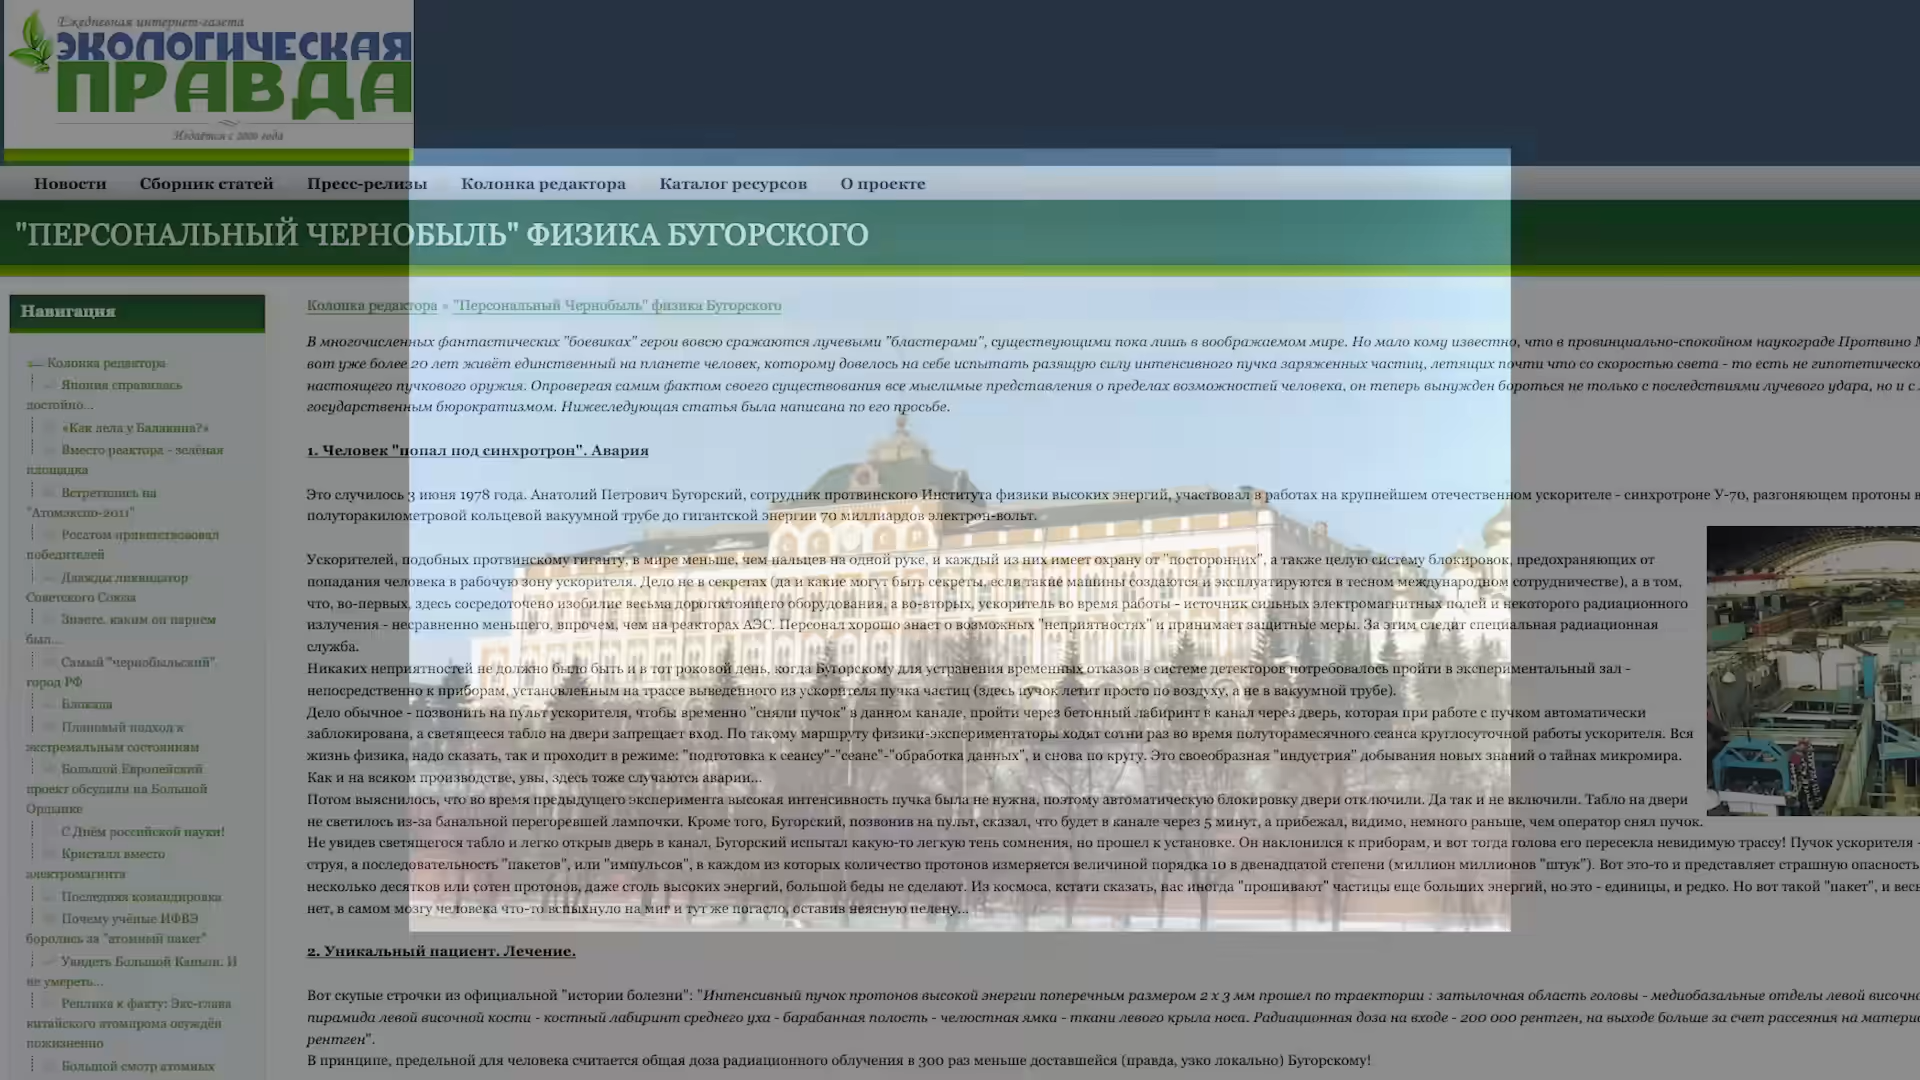 Ежедневная интернет-газета
ЭКОЛОГИЧЕСКАЯ
ПРАВДА
Издаётся с 2000 года
Новости Сборник статей Пресс-релизы Колонка редактора Каталог ресурсов О проекте
"ПЕРСОНАЛЬНЫЙ ЧЕРНОБЫЛЬ" ФИЗИКА БУГОРСКОГО
Навигация
Колонка редактора
Япония справилась
достойно...
«Как дела у Балакина?»
Вместо реактора - зелёная
площадка
Встретились на
"Атомэкспо-2011"
Росатом приветствовал
победителей
Дважды ликвидатор
Советского Союза
Знаете, каким он парнем
был...
Самый "чернобыльский"
город РФ
Блокада
Плановый подход к
экстремальным состояниям
Большой Европейский
проект обсудили на Большой
Ордынке
С Днём российской науки!
Кристалл вместо
электромагнита
Последняя командировка
Почему учёные ИФВЭ
боролись за "атомный пакет"
Увидеть Большой Каньон. И
не умереть...
Реплика к факту: Экс-глава
китайского атомпрома осуждён
пожизненно
Большой смотр атомных
Колонка редактора » "Персональный Чернобыль" физика Бугорского
В многочисленных фантастических "боевиках" герои вовсю сражаются лучевыми "бластерами", существующими пока лишь в воображаемом мире. Но мало кому известно, что в провинциально-спокойном наукограде Протвино
вот уже более 20 лет живёт единственный на планете человек, которому довелось на себе испытать разящую силу интенсивного пучка заряженных частиц, летящих почти что со скоростью света - то есть не гипотетическо
настоящего пучкового оружия. Опровергая самим фактом своего существования все мыслимые представления о пределах возможностей человека, он теперь вынужден бороться не только с последствиями лучевого удара, но и с
государственным бюрократизмом. Нижеследующая статья была написана по его просьбе.
1. Человек "попал под синхротрон". Авария
Это случилось 3 июня 1978 года. Анатолий Петрович Бугорский, сотрудник протвинского Института физики высоких энергий, участвовал в работах на крупнейшем отечественном ускорителе - синхротроне У-70, разгоняющем протоны в
полуторакилометровой кольцевой вакуумной трубе до гигантской энергии 70 миллиардов электрон-вольт.
Ускорителей, подобных протвинскому гиганту, в мире меньше, чем пальцев на одной руке, и каждый из них имеет охрану от "посторонних", а также целую систему блокировок, предохраняющих от
попадания человека в рабочую зону ускорителя. Дело не в секретах (да и какие могут быть секреты, если такие машины создаются и эксплуатируются в тесном международном сотрудничестве), а в том,
что, во-первых, здесь сосредоточено изобилие весьма дорогостоящего оборудования, а во-вторых, ускоритель во время работы - источник сильных электромагнитных полей и некоторого радиационного
излучения - несравненно меньшего, впрочем, чем на реакторах АЭС. Персонал хорошо знает о возможных "неприятностях" и принимает защитные меры. За этим следит специальная радиационная
служба.
Никаких неприятностей не должно было быть и в тот роковой день, когда Бугорскому для устранения временных отказов в системе детекторов потребовалось пройти в экспериментальный зал -
непосредственно к приборам, установленным на трассе выведенного из ускорителя пучка частиц (здесь пучок летит просто по воздуху, а не в вакуумной трубе).
Дело обычное - позвонить на пульт ускорителя, чтобы временно "сняли пучок" в данном канале, пройти через бетонный лабиринт в канал через дверь, которая при работе с пучком автоматически
заблокирована, а светящееся табло на двери запрещает вход. По такому маршруту физики-экспериментаторы ходят сотни раз во время полуторамесячного сеанса круглосуточной работы ускорителя. Вся
жизнь физика, надо сказать, так и проходит в режиме: "подготовка к сеансу"-"сеанс"-"обработка данных", и снова по кругу. Это своеобразная "индустрия" добывания новых знаний о тайнах микромира.
Как и на всяком производстве, увы, здесь тоже случаются аварии...
Потом выяснилось, что во время предыдущего эксперимента высокая интенсивность пучка была не нужна, поэтому автоматическую блокировку двери отключили. Да так и не включили. Табло на двери
не светилось из-за банальной перегоревшей лампочки. Кроме того, Бугорский, позвонив на пульт, сказал, что будет в канале через 5 минут, а прибежал, видимо, немного раньше, чем оператор снял пучок.
Не увидев светящегося табло и легко открыв дверь в канал, Бугорский испытал какую-то легкую тень сомнения, но прошел к установке. Он наклонился к приборам, и вот тогда голова его пересекла невидимую трассу! Пучок ускорителя -
струя, а последовательность "пакетов", или "импульсов", в каждом из которых количество протонов измеряется величиной порядка 10 в двенадцатой степени (миллион миллионов "штук"). Вот это-то и представляет страшную опасность
несколько десятков или сотен протонов, даже столь высоких энергий, большой беды не сделают. Из космоса, кстати сказать, нас иногда "прошивают" частицы еще больших энергий, но это - единицы, и редко. Но вот такой "пакет", и весь
нет, в самом мозгу человека что-то вспыхнуло на миг и тут же погасло, оставив неясную пелену...
2. Уникальный пациент. Лечение.
Вот скупые строчки из официальной "истории болезни": "Интенсивный пучок протонов высокой энергии поперечным размером 2 х 3 мм прошел по траектории : затылочная область головы - медиобазальные отделы левой височно
пирамида левой височной кости - костный лабиринт среднего уха - барабанная полость - челюстная ямка - ткани левого крыла носа. Радиационная доза на входе - 200 000 рентген, на выходе больше за счет рассеяния на матери
рентген".
В принципе, предельной для человека считается общая доза радиационного облучения в 300 раз меньше доставшейся (правда, узко локально) Бугорскому!